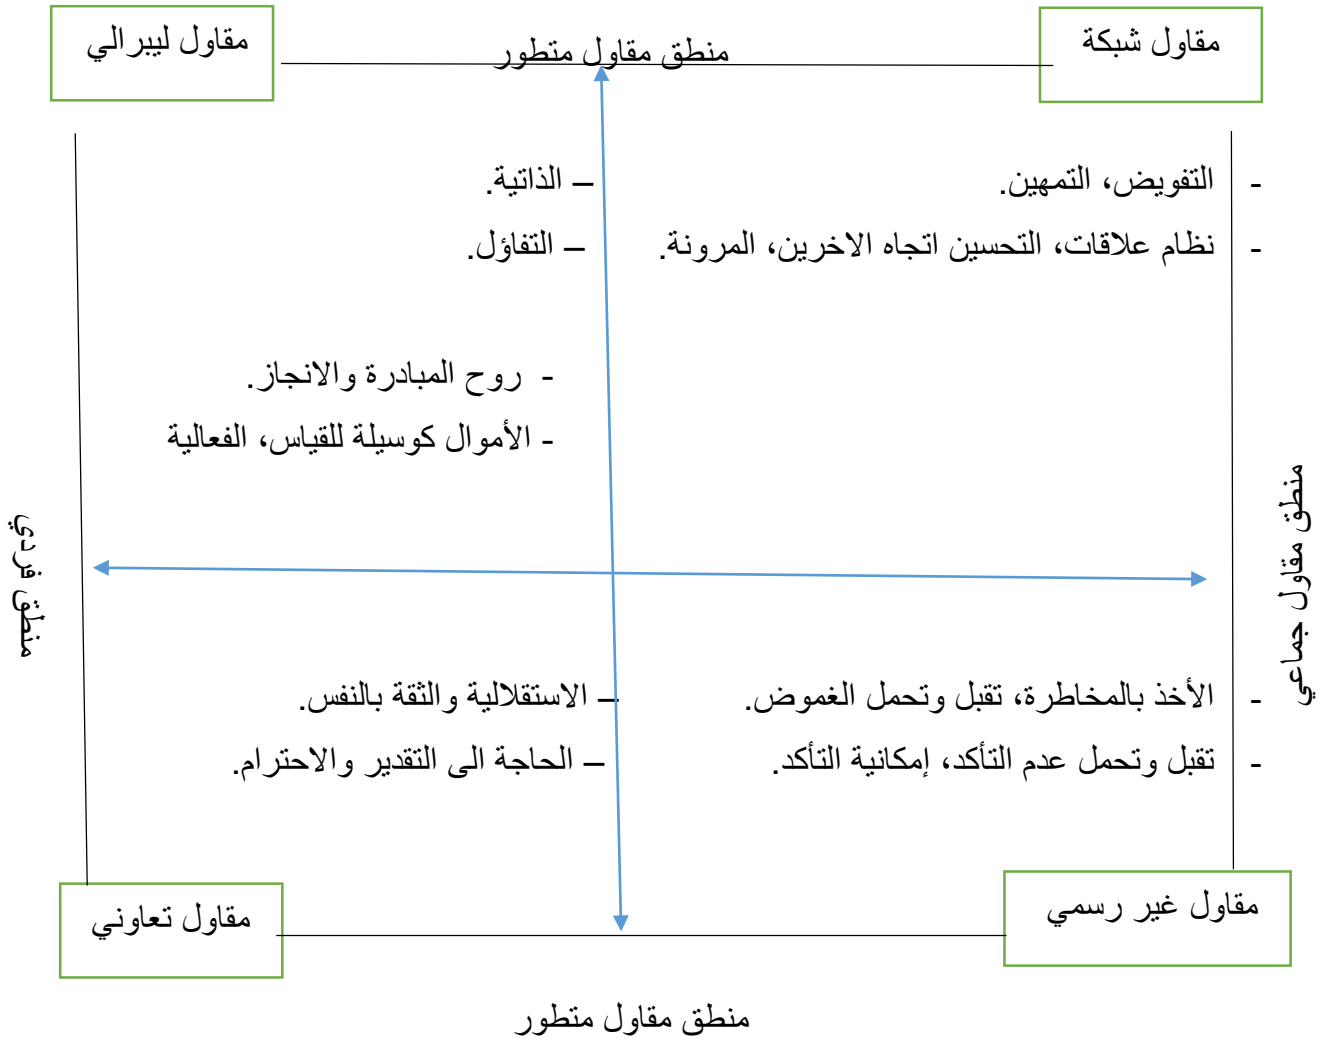 مقاول شبكة
منطق مقاول متطور
مقاول ليبرالي
- التفويض، التمهين.
- نظام علاقات، التحسين اتجاه الاخرين، المرونة.
– الذاتية.
– التفاؤل.
- روح المبادرة والانجاز.
- الأموال كوسيلة للقياس، الفعالية
منطق مقاول جماعي
منطق فردي
- الأخذ بالمخاطرة، تقبل وتحمل الغموض.
- تقبل وتحمل عدم التأكد، إمكانية التأكد.
– الاستقلالية والثقة بالنفس.
– الحاجة الى التقدير والاحترام.
مقاول غير رسمي
مقاول تعاوني
منطق مقاول متطور